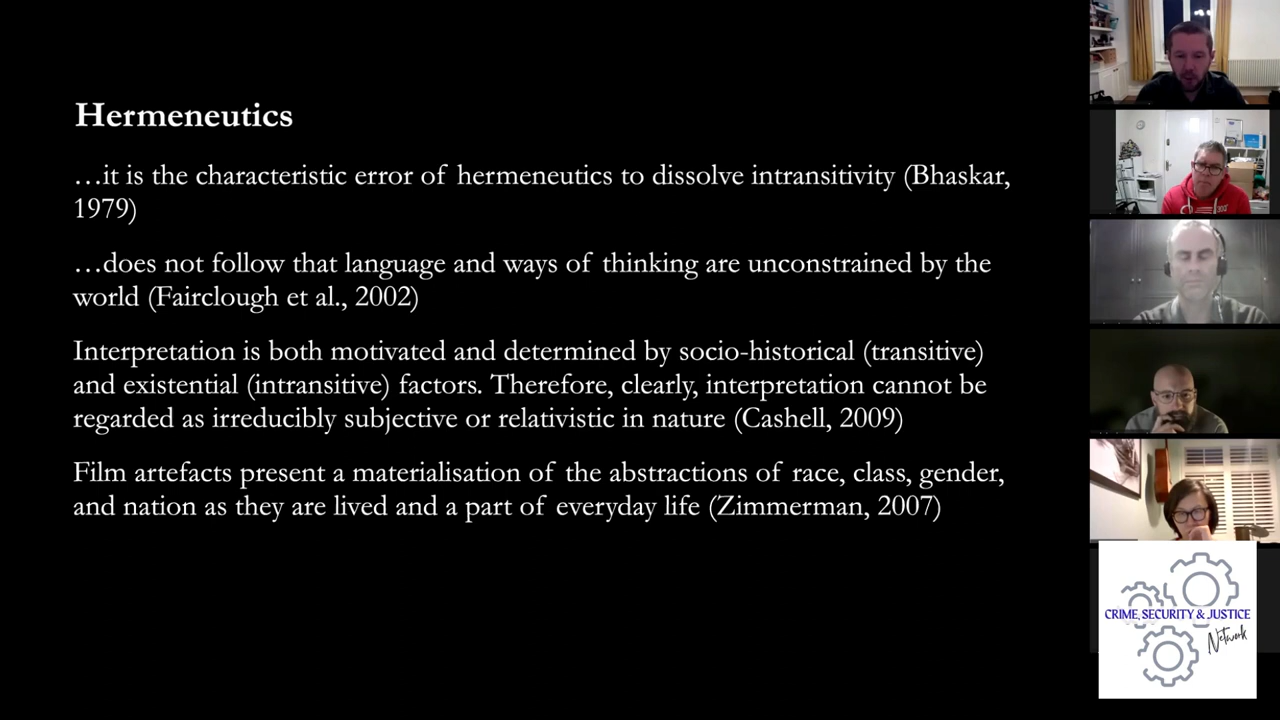 Hermeneutics
…it is the characteristic error of hermeneutics to dissolve intransitivity (Bhaskar,
1979)
…does not follow that language and ways of thinking are unconstrained by the
world (Fairclough et al., 2002)
Interpretation is both motivated and determined by socio-historical (transitive)
and existential (intransitive) factors. Therefore, clearly, interpretation cannot be
regarded as irreducibly subjective or relativistic in nature (Cashell, 2009)
Film artefacts present a materialisation of the abstractions of race, class, gender,
and nation as they are lived and a part of everyday life (Zimmerman, 2007)
CRIME, SECURITY & JUSTICE
Network